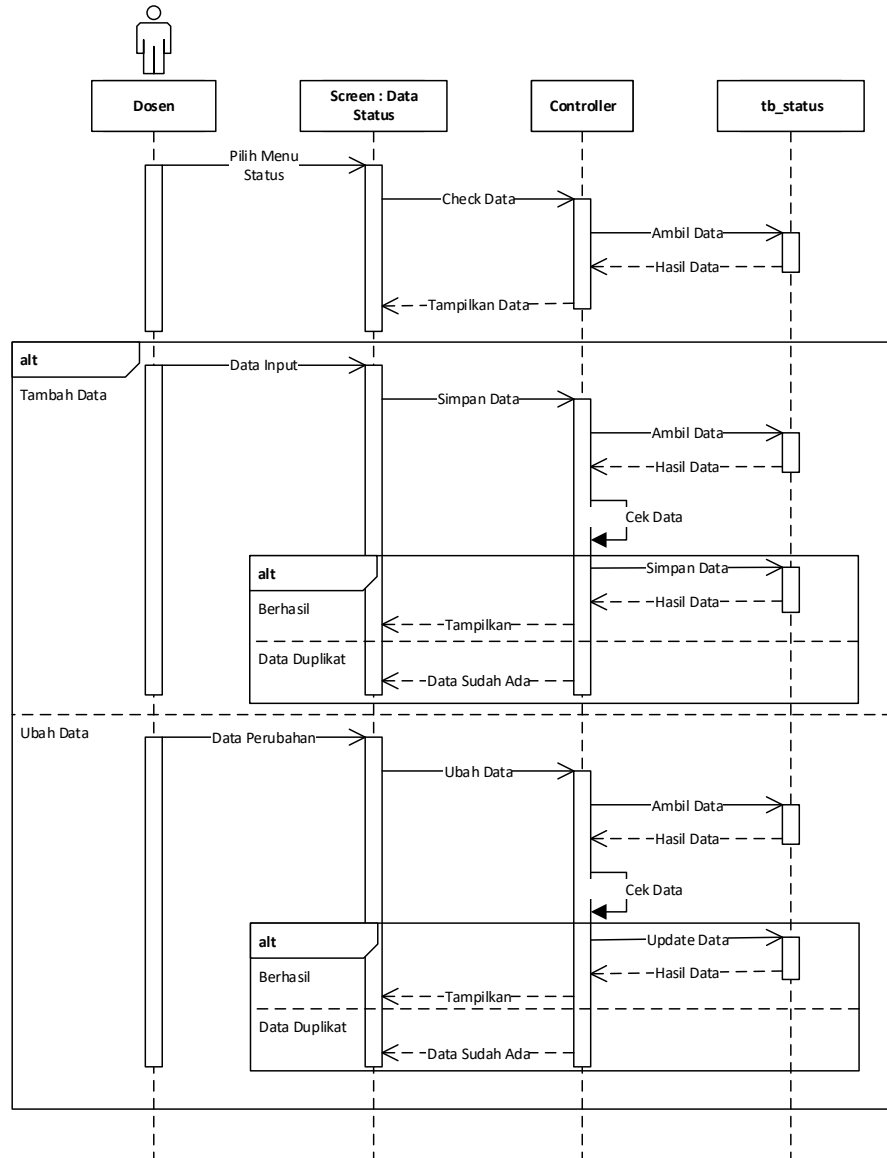 Dosen
Screen : Data
Status
Controller
tb_status
Pilih Menu
Status
Check Data
Ambil Data
Hasil Data
Tampilkan Data
alt
Tambah Data
Data Input
Simpan Data
Ambil Data
Hasil Data
Cek Data
alt
Berhasil
Simpan Data
Hasil Data
Tampilkan
Data Duplikat
Data Sudah Ada
Ubah Data
Data Perubahan
Ubah Data
Ambil Data
Hasil Data
Cek Data
alt
Berhasil
Update Data
Hasil Data
Tampilkan
Data Duplikat
Data Sudah Ada